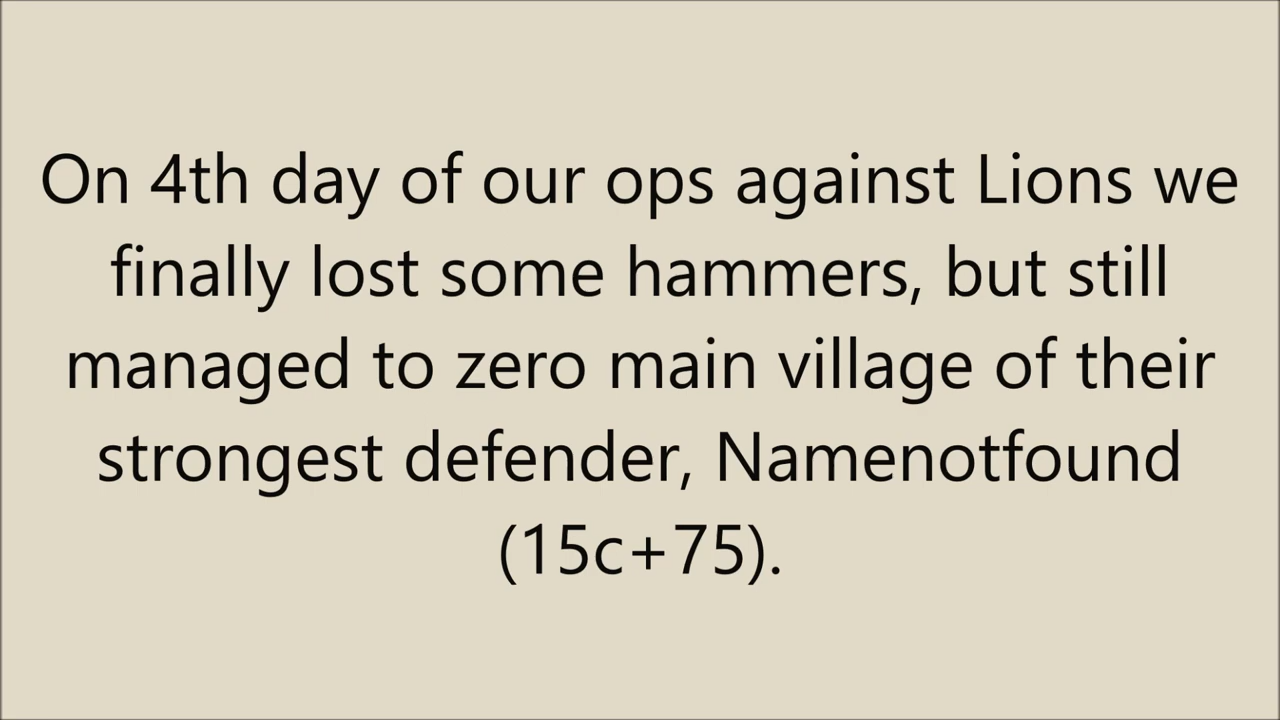 On 4th day of our ops against Lions we
finally lost some hammers, but still
managed to zero main village of their
strongest defender, Namenotfound
(15c+75).